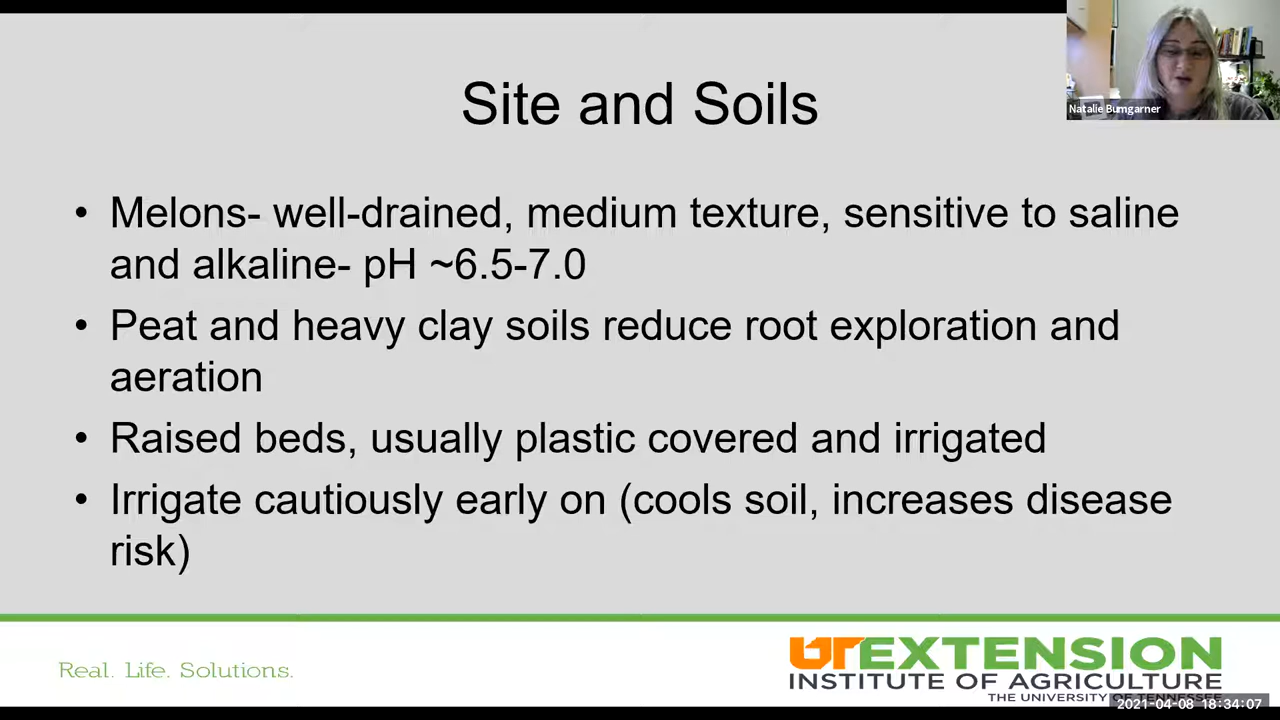 Site and Soils
Natalie Bumgarner
• Melons- well-drained, medium texture, sensitive to saline
and alkaline- pH ~6.5-7.0
• Peat and heavy clay soils reduce root exploration and
aeration
• Raised beds, usually plastic covered and irrigated
• Irrigate cautiously early on (cools soil, increases disease
risk)
Real. Life. Solutions.
UT EXTENSION
INSTITUTE OF AGRICULTURE
THE UNIVERSITY OF TENNESSEE
2021-04-08 18:34:07